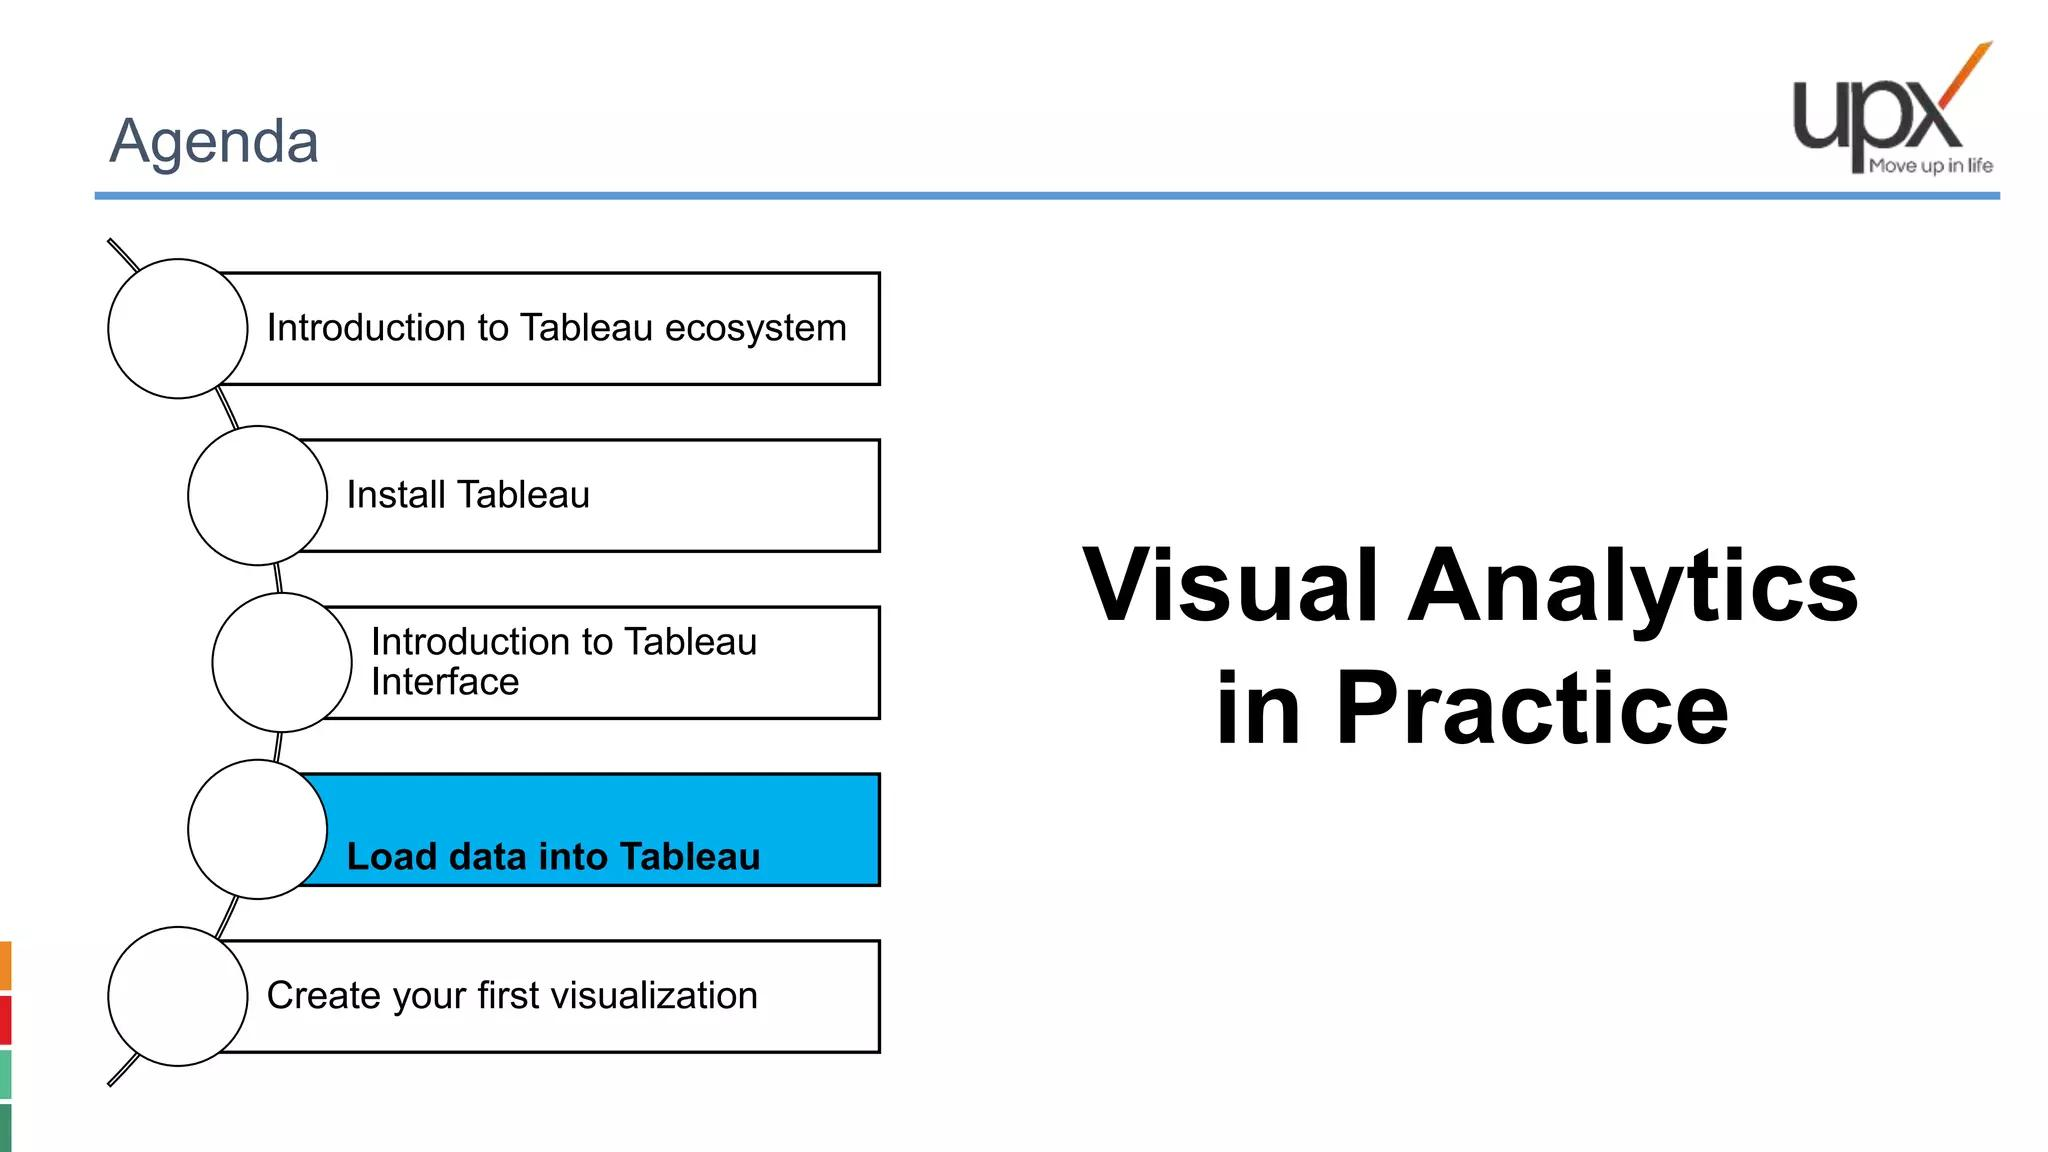 Agenda
upx
Move up in life
Introduction to Tableau ecosystem
Install Tableau
Introduction to Tableau
Interface
Load data into Tableau
Create your first visualization
Visual Analytics
in Practice